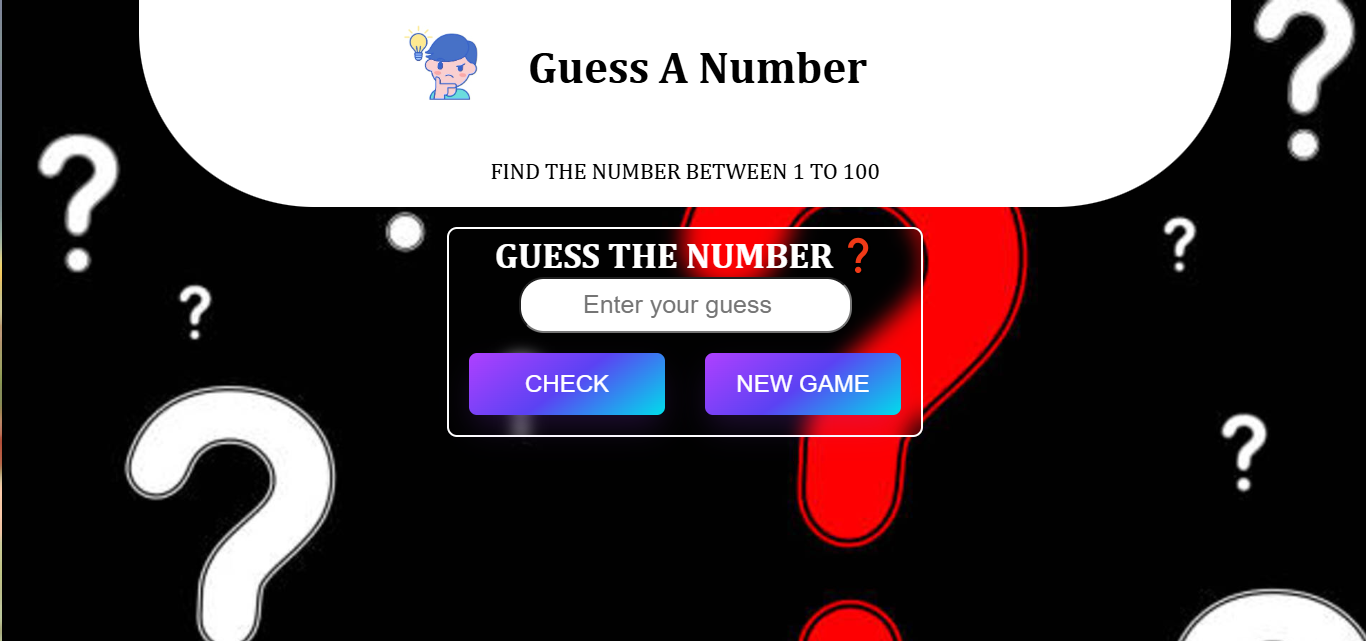 Guess A Number
FIND THE NUMBER BETWEEN 1 TO 100
GUESS THE NUMBER ❓
Enter your guess
CHECK
NEW GAME